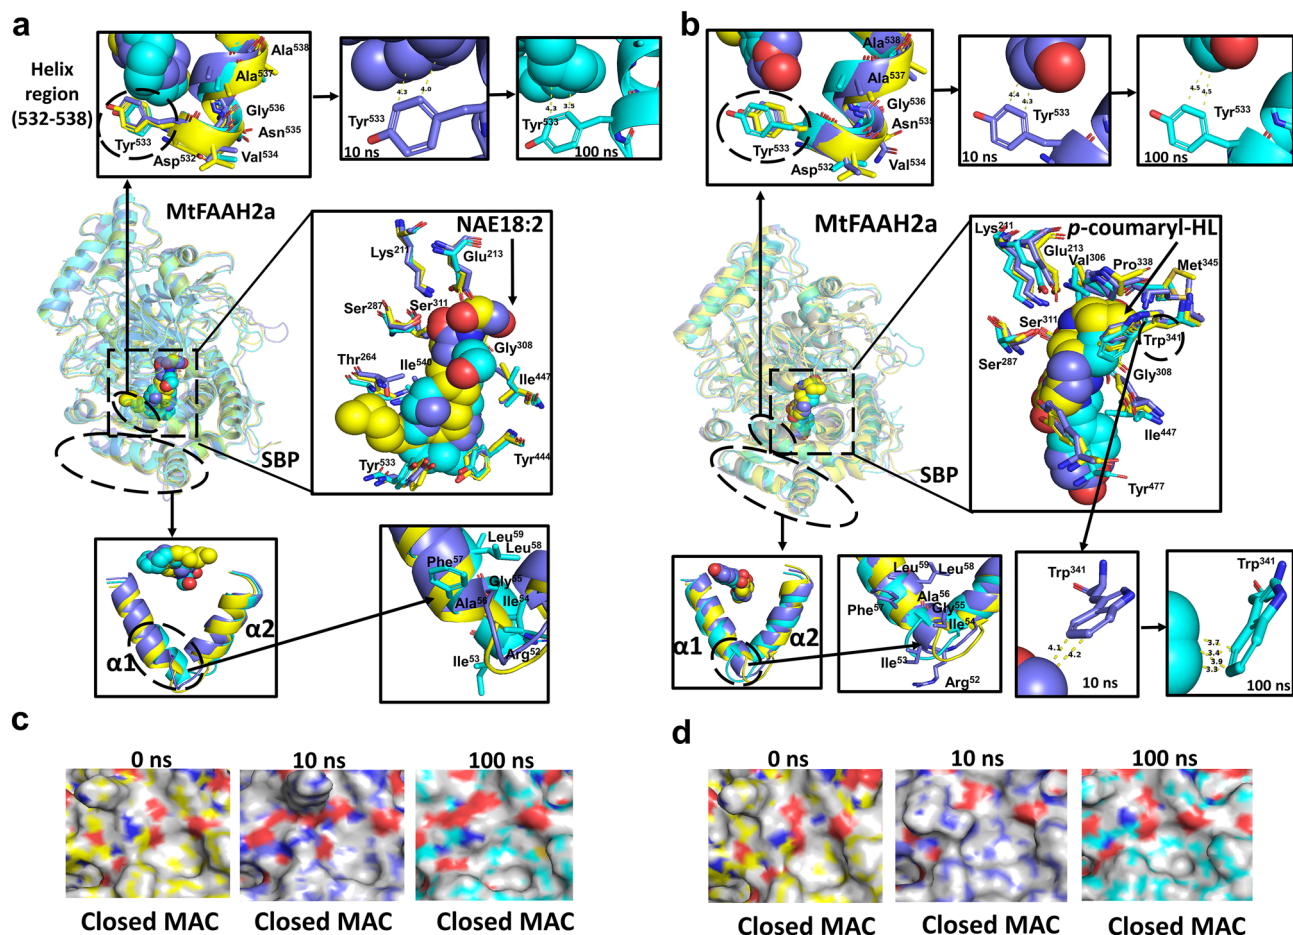 a
Helix
region
(532-538)
Ala538
Ala537
Gly536
Asn535
Val534
Tyr533
Asp532
4.3
4.0
Tyr533
10 ns
4.3
3.5
Tyr533
100 ns
MtFAAH2a
NAE18:2
Lys211
Glu213
Ser287
Ser311
Gly308
Thr264
Ile540
Ile447
Tyr533
Tyr444
SBP
α1
α2
Leu59
Leu58
Phe57
Gly55
Ala56
Ile54
Arg52
Ile53
b
Ala538
Ala537
Gly536
Asn535
Tyr533
Val534
Asp532
4.4
4.3
Tyr533
10 ns
4.5
4.5
Tyr533
100 ns
MtFAAH2a
p-coumaryl-HL
Lys211
Glu213
Val306
Pro338
Met345
Ser311
Trp341
Ser287
Gly308
Ile447
Tyr477
SBP
α1
α2
Leu59
Leu58
Ala56
Phe57
Gly55
Ile54
Ile53
Arg52
Trp341
4.1
4.2
10 ns
Trp341
3.7
3.4
3.9
3.3
100 ns
c
0 ns
10 ns
100 ns
Closed MAC
Closed MAC
Closed MAC
d
0 ns
10 ns
100 ns
Closed MAC
Closed MAC
Closed MAC